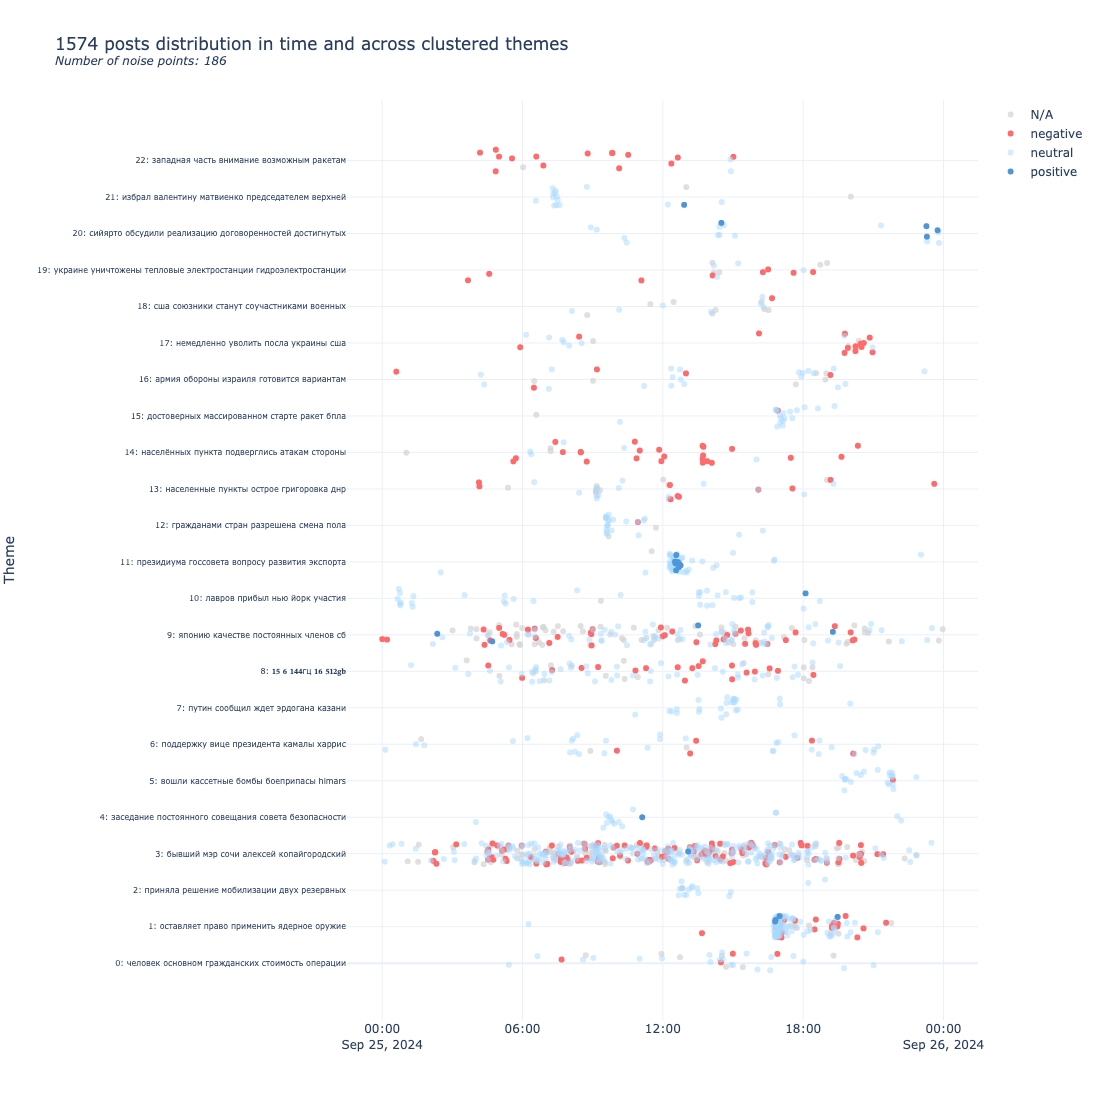 1574 posts distribution in time and across clustered themes
Number of noise points: 186
N/A
negative
neutral
positive
Theme
22: западная часть внимание возможным ракетам
21: избрал валентину матвиенко председателем верхней
20: сийярто обсудили реализацию договоренностей достигнутых
19: украине уничтожены тепловые электростанции гидроэлектростанции
18: сша союзники станут соучастниками военных
17: немедленно уволить посла украины сша
16: армия обороны израиля готовится вариантам
15: достоверных массированном старте ракет бпла
14: населённых пункта подверглись атакам стороны
13: населенные пункты острое григоровка днр
12: гражданами стран разрешена смена пола
11: президиума госсовета вопросу развития экспорта
10: лавров прибыл нью йорк участия
9: японию качестве постоянных членов сб
8: 15 6 144ГЦ 16 512gb
7: путин сообщил ждет эрдогана казани
6: поддержку вице президента камалы харрис
5: вошли кассетные бомбы боеприпасы himars
4: заседание постоянного совещания совета безопасности
3: бывший мэр сочи алексей копайгородский
2: приняла решение мобилизации двух резервных
1: оставляет право применить ядерное оружие
0: человек основном гражданских стоимость операции
00:00
Sep 25, 2024
06:00
12:00
18:00
00:00
Sep 26, 2024